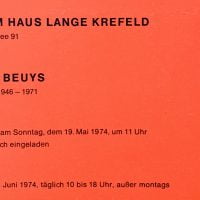 M HAUS LANGE KREFELD
ee 91
BEUYS
1946 – 1971
am Sonntag, dem 19. Mai 1974, um 11 Uhr
ch eingeladen
Juni 1974, täglich 10 bis 18 Uhr, außer montags